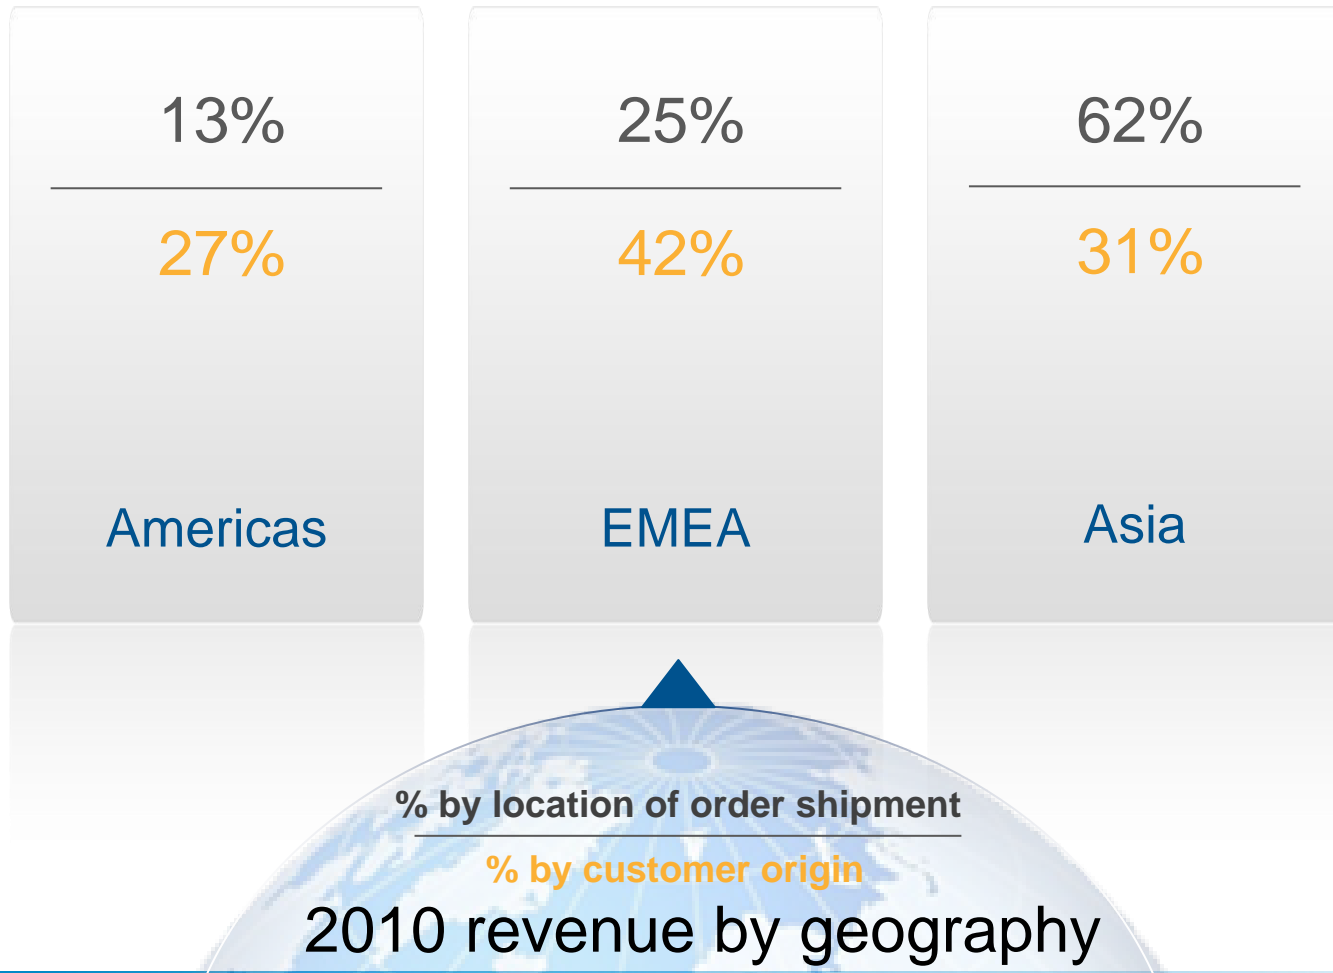 13%
25%
62%
27%
42%
31%
Americas
EMEA
Asia
% by location of order shipment
% by customer origin
2010 revenue by geography